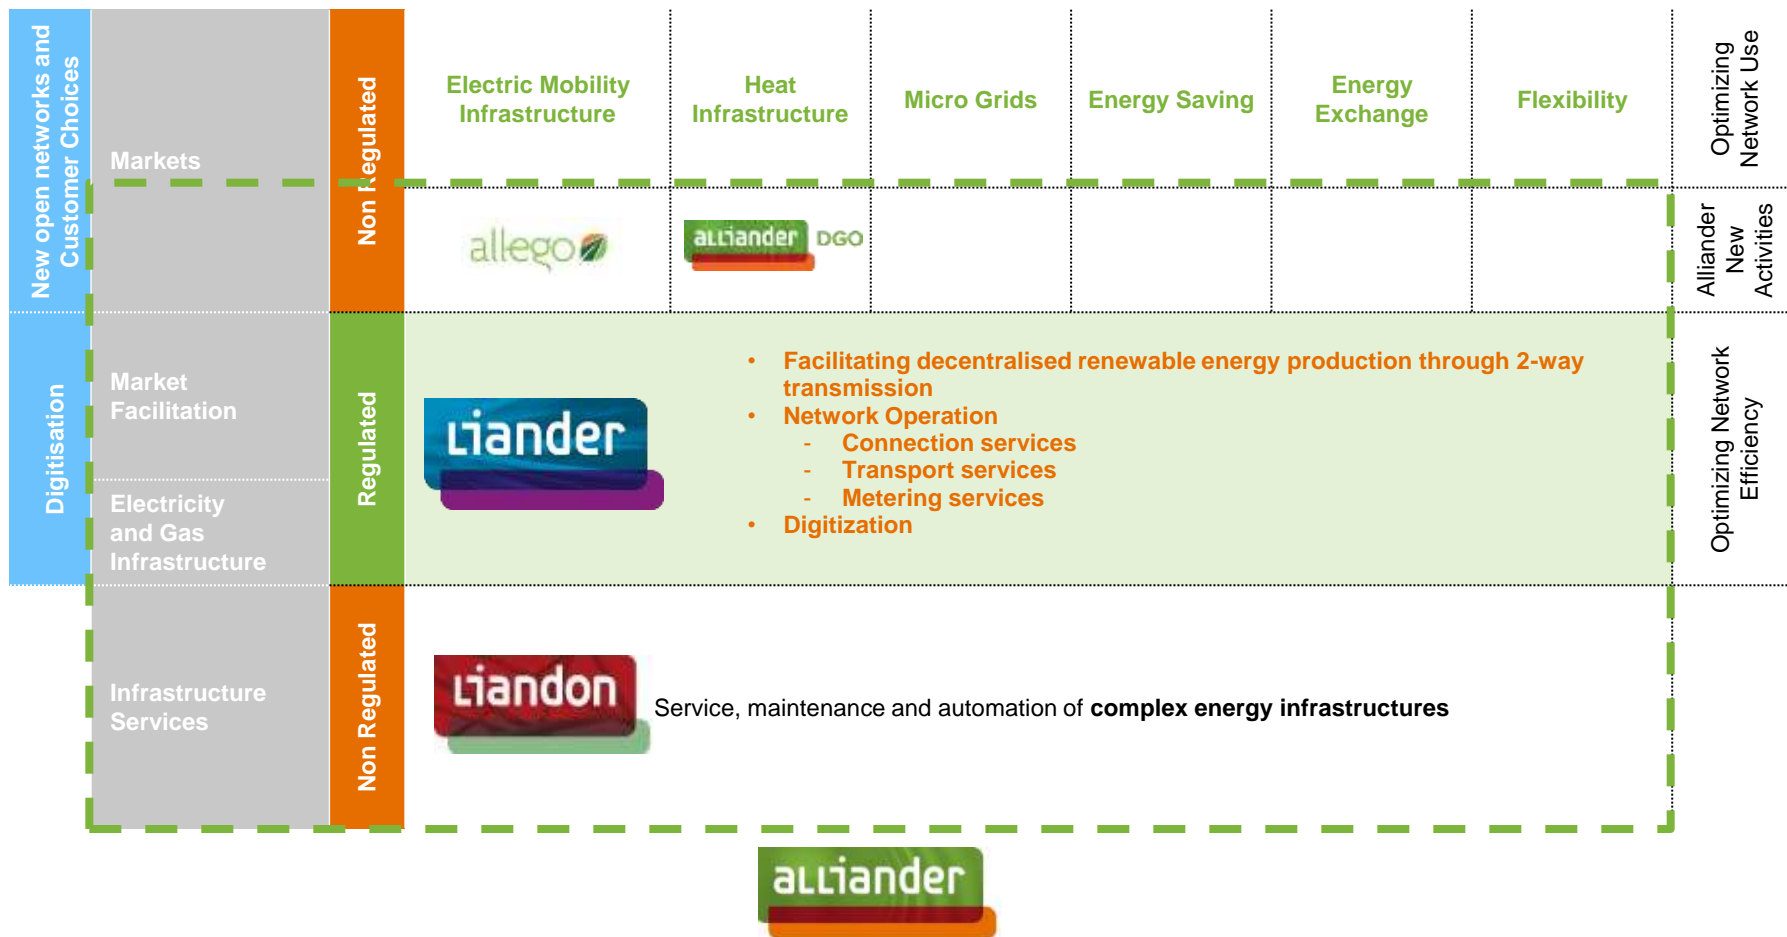 New open networks and
Customer Choices
Markets
Non Regulated
Electric Mobility
Infrastructure
Heat
Infrastructure
Micro Grids
Energy Saving
Energy
Exchange
Flexibility
Optimizing
Network Use
allego
alliander DGO
Alliander
New
Activities
Digitisation
Market
Facilitation
Electricity
and Gas
Infrastructure
Regulated
Liander
• Facilitating decentralised renewable energy production through 2-way
transmission
• Network Operation
- Connection services
- Transport services
- Metering services
• Digitization
Optimizing Network
Efficiency
Infrastructure
Services
Non Regulated
Liandon
Service, maintenance and automation of complex energy infrastructures
alliander